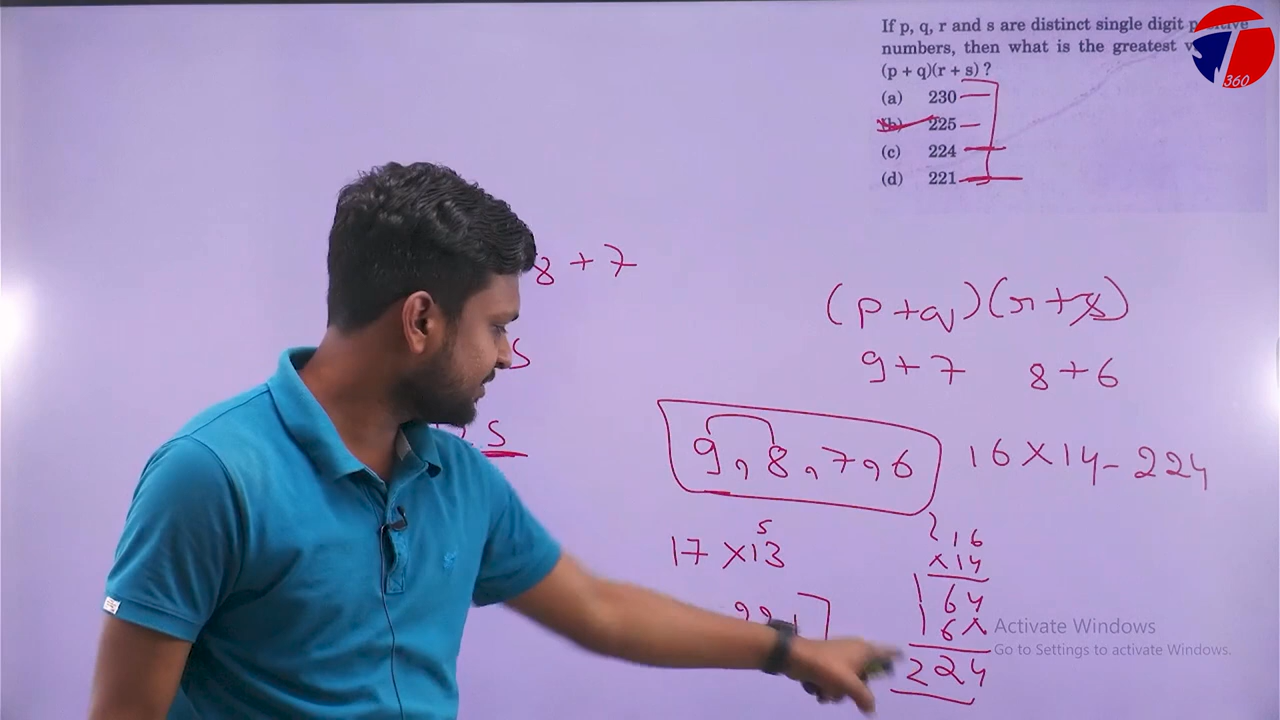 If p, q, r and s are distinct single digit
numbers, then what is the greatest
(p + q)(r + s) ?
(a) 230
(b) 225
(c) 224
(d) 221
360
8 + 7
(p + q)(r + s)
9 + 7 8 + 6
9, 8, 7, 6
16 × 14 - 224
17 × 13
5
16
× 14
64
16×
224
Activate Windows
Go to Settings to activate Windows.